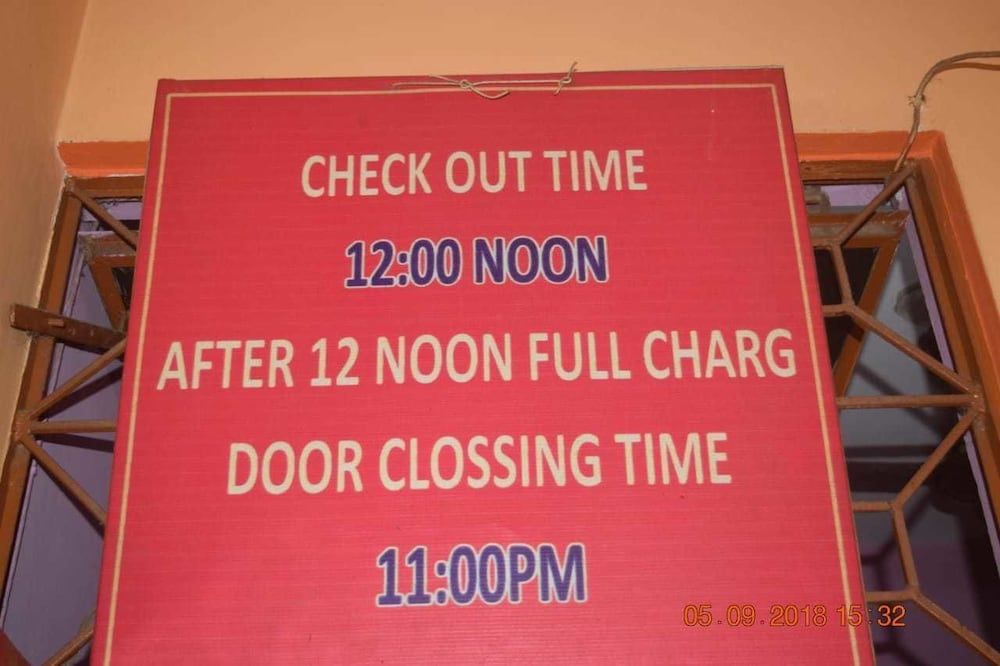 CHECK OUT TIME
12:00 NOON
AFTER 12 NOON FULL CHARG
DOOR CLOSSING TIME
11:00PM
05.09.2018 15:32